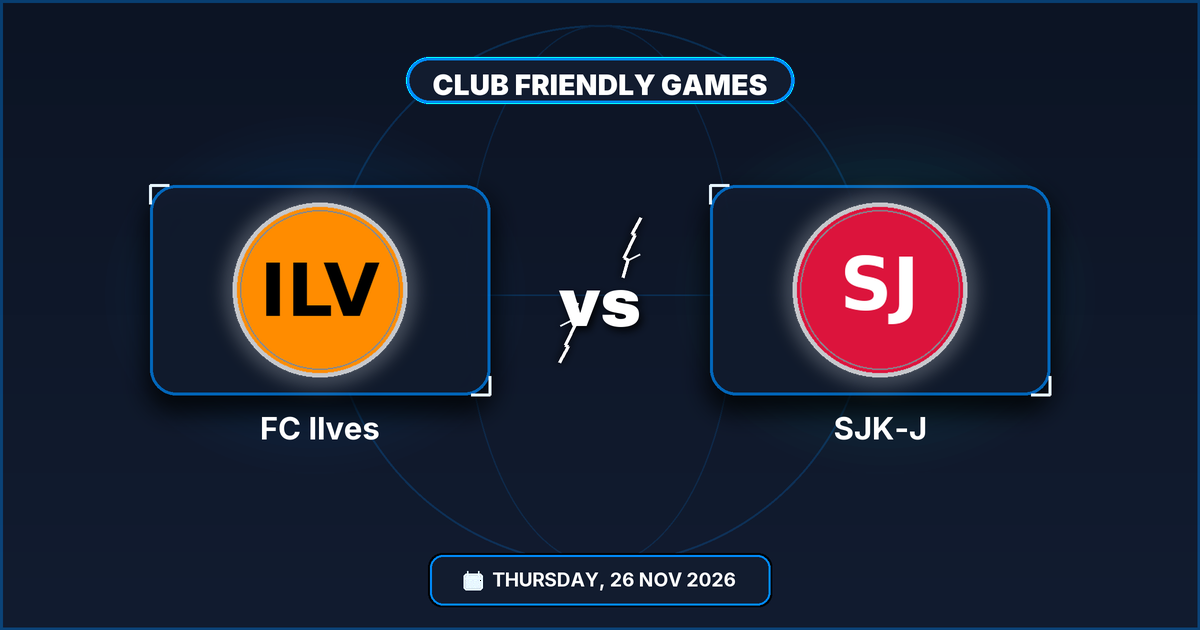 CLUB FRIENDLY GAMES
ILV
vs
SJ
FC Ilves
SJK-J
THURSDAY, 26 NOV 2026